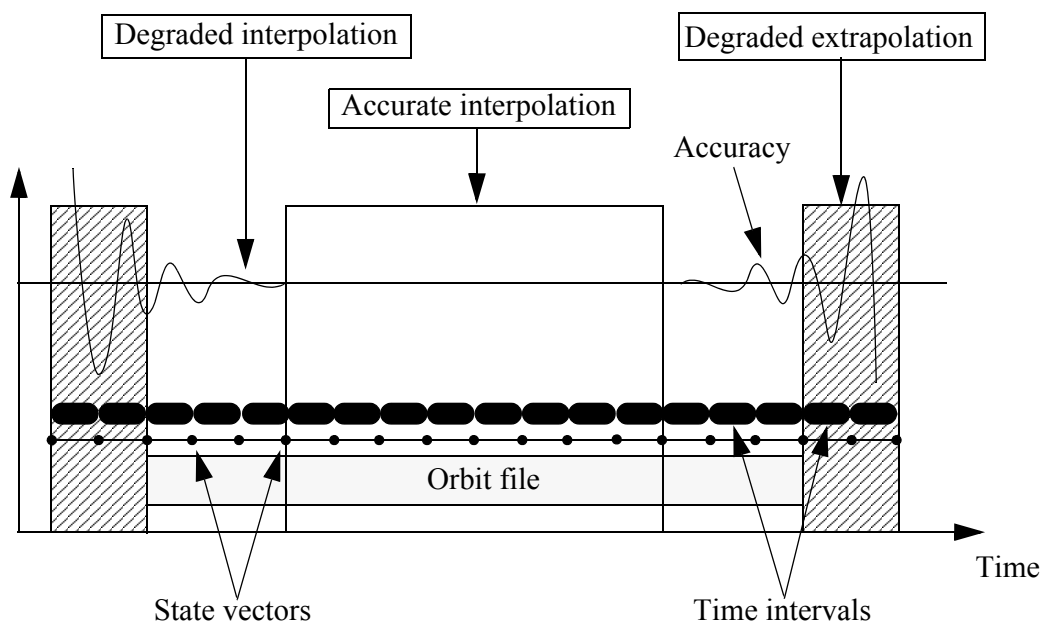 Degraded interpolation
Degraded extrapolation
Accurate interpolation
Accuracy
Orbit file
Time
State vectors
Time intervals